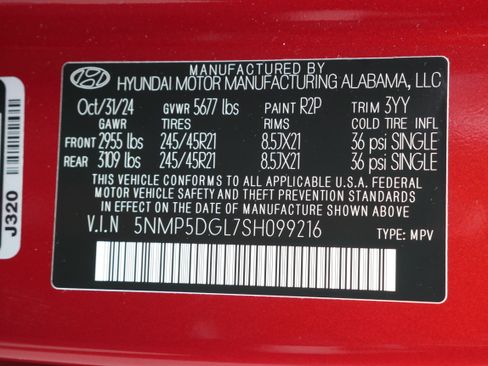 MANUFACTURED BY
HYUNDAI MOTOR MANUFACTURING ALABAMA, LLC
Oct/31/24 GVWR 5677 lbs PAINT R2P TRIM 3YY
GAWR TIRES RIMS COLD TIRE INFL
FRONT 2955 lbs 245/45R21 8.5JX21 36 psi SINGLE
REAR 3109 lbs 245/45R21 8.5JX21 36 psi SINGLE
THIS VEHICLE CONFORMS TO ALL APPLICABLE U.S.A. FEDERAL
MOTOR VEHICLE SAFETY AND BUMPER STANDARDS
IN EFFECT ON THE DATE OF MANUFACTURE SHOWN ABOVE.
V.I.N 5NMP5DGL7SH099216 TYPE: MPV
J320